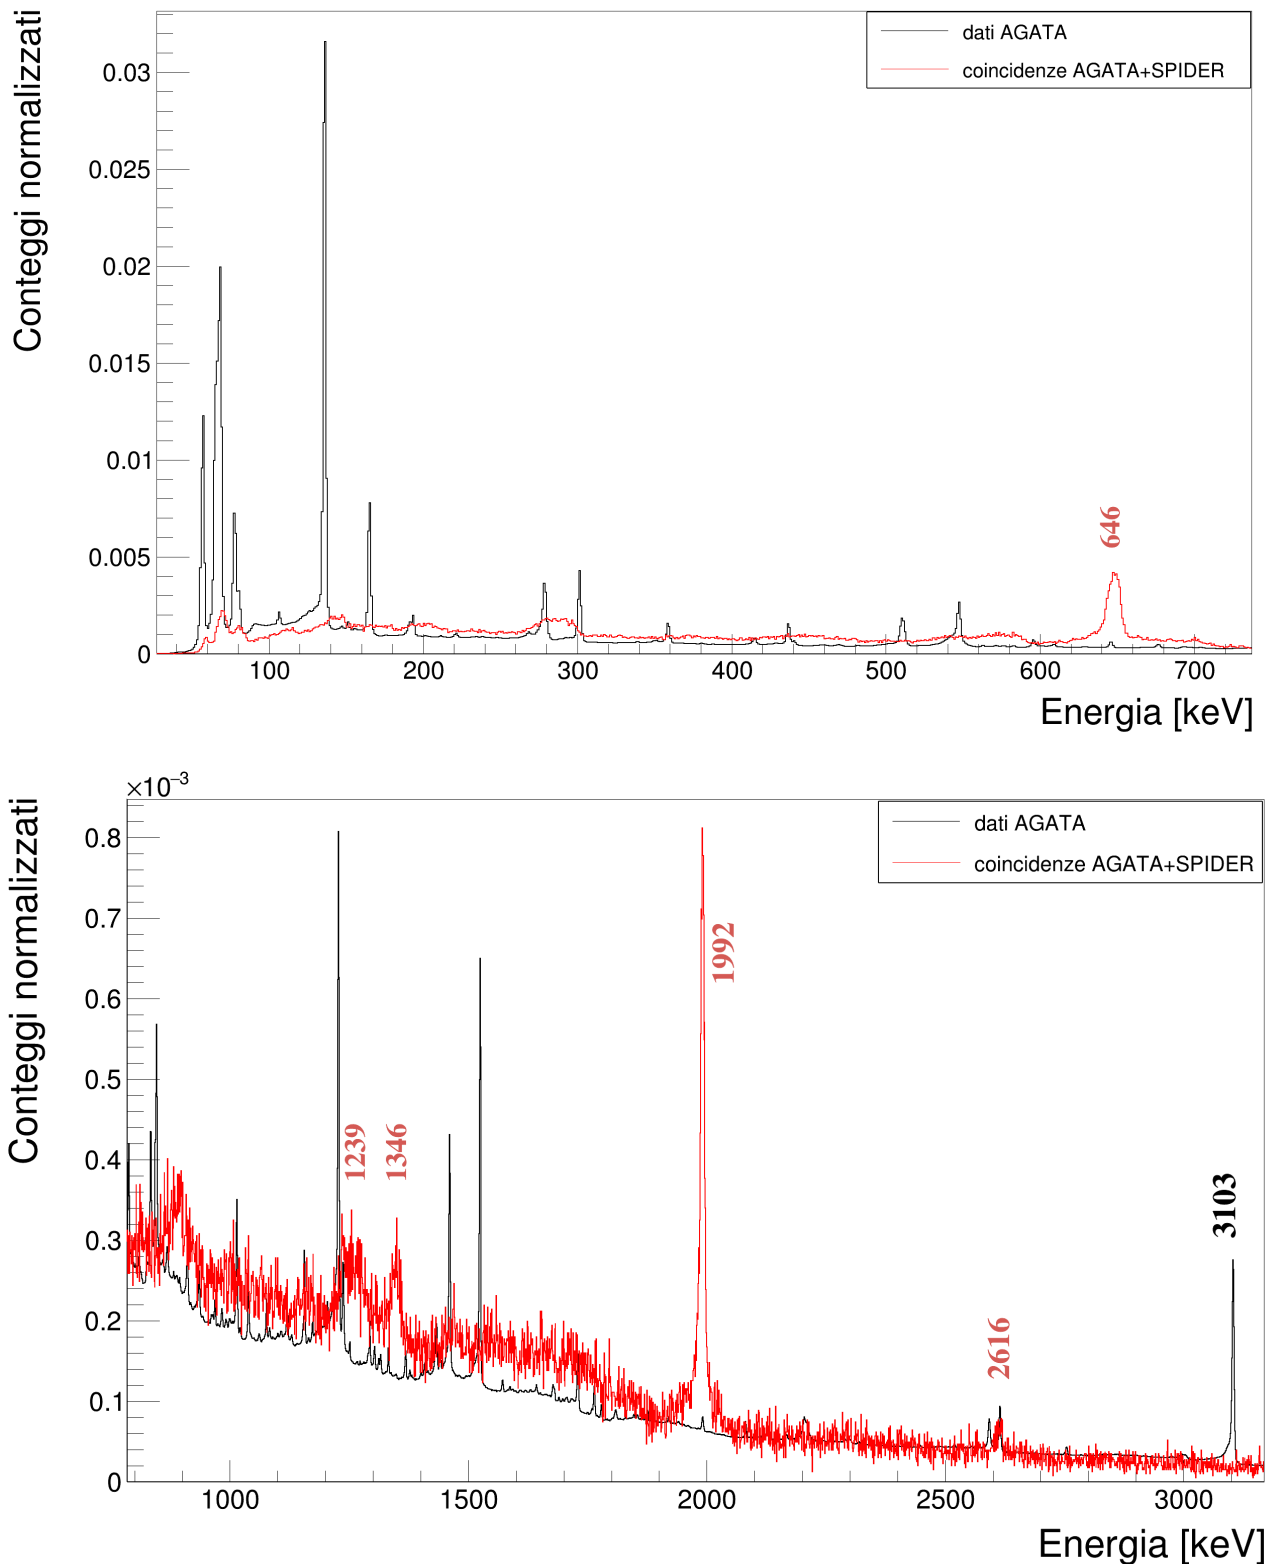 Conteggi normalizzati
dati AGATA
coincidenze AGATA+SPIDER
0.03
0.025
0.02
0.015
0.01
0.005
0
646
100 200 300 400 500 600 700
Energia [keV]
×10⁻³
Conteggi normalizzati
dati AGATA
coincidenze AGATA+SPIDER
0.8
0.7
0.6
0.5
0.4
0.3
0.2
0.1
0
1239
1346
1992
2616
3103
1000 1500 2000 2500 3000
Energia [keV]